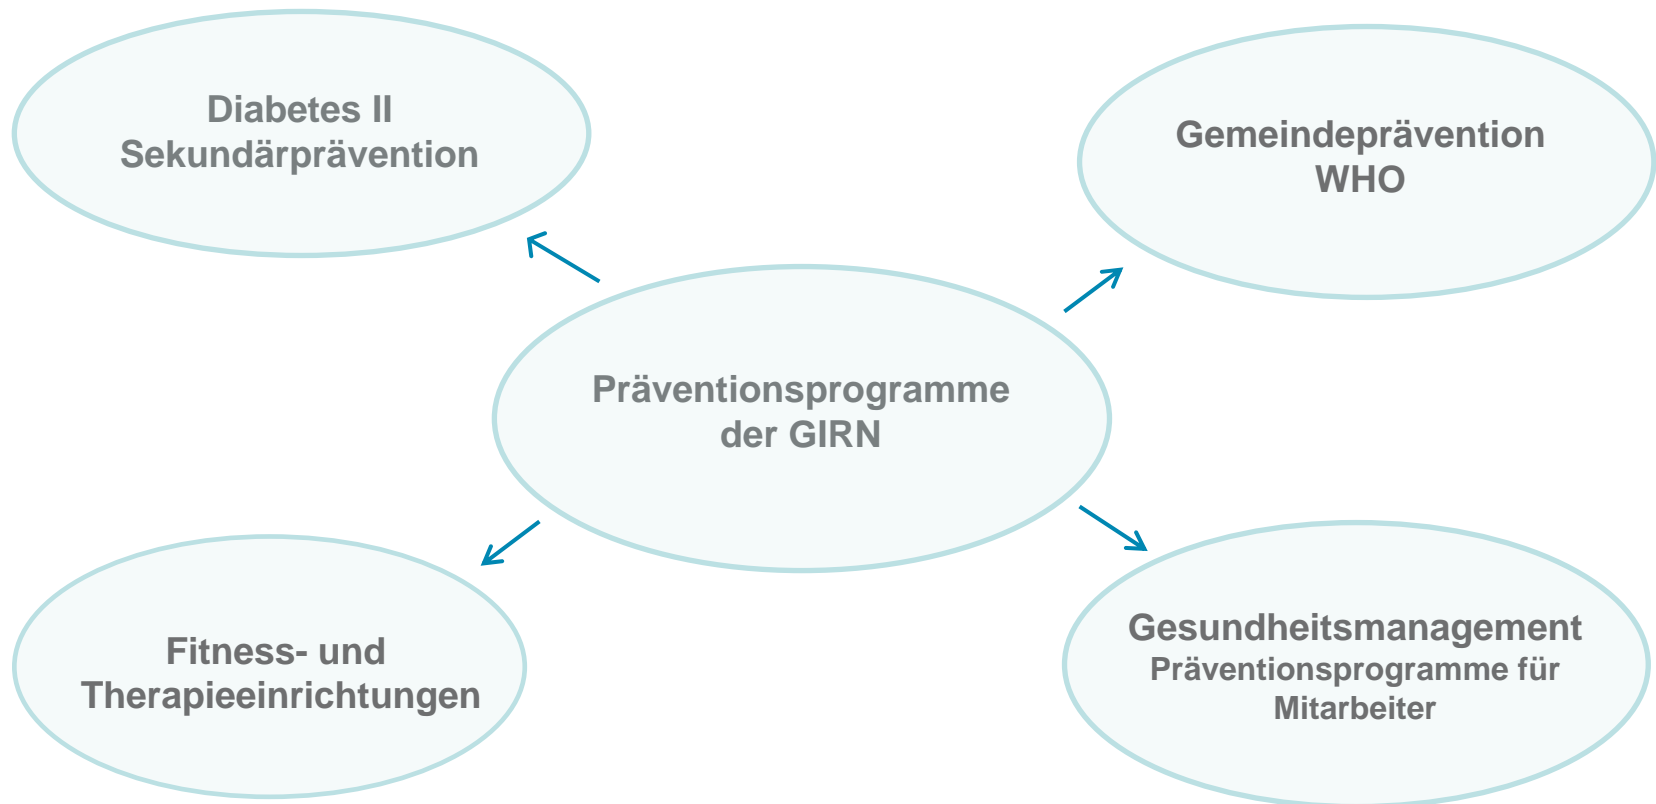 Diabetes II
Sekundärprävention
Gemeindeprävention
WHO
Präventionsprogramme
der GIRN
Fitness- und
Therapieeinrichtungen
Gesundheitsmanagement
Präventionsprogramme für
Mitarbeiter